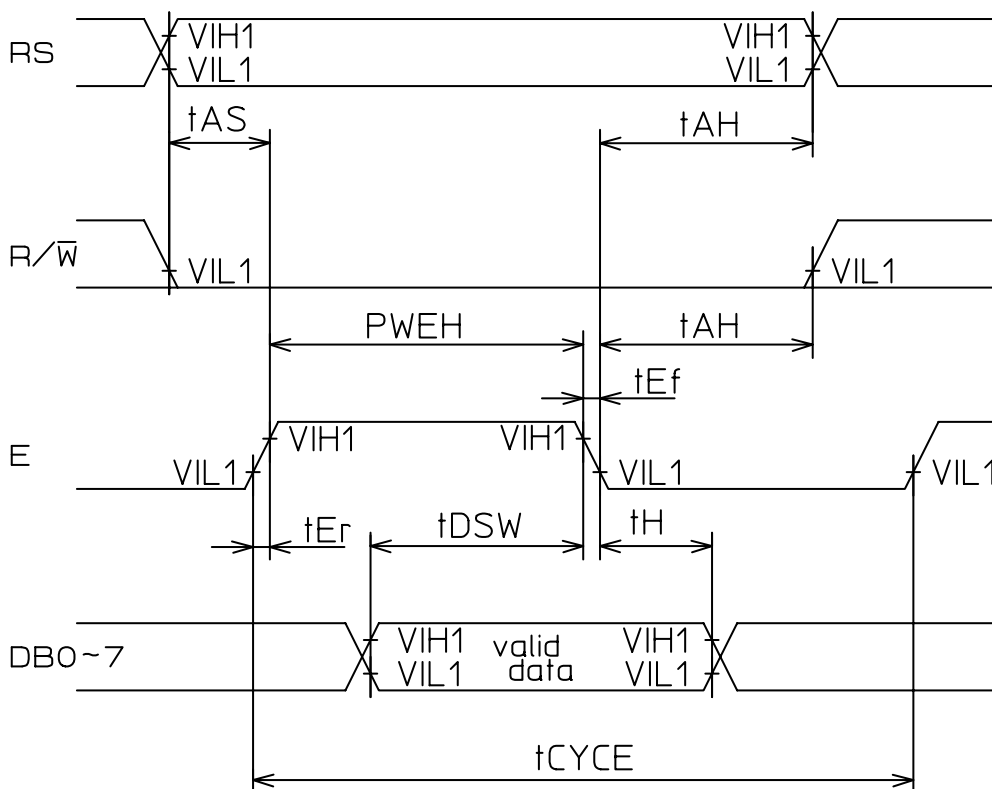 RS
VIH1 VIH1
VIL1 VIL1
tAS tAH
R/W̅ VIL1 VIL1
PWEH tAH
tEf
E VIH1 VIH1
VIL1 VIL1 VIL1
tEr tDSW tH
DB0~7
VIH1 valid VIH1
VIL1 data VIL1
tCYCE